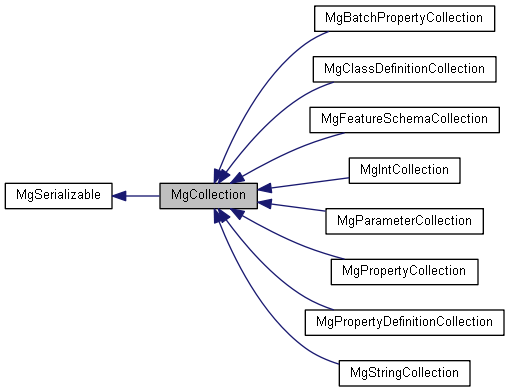 MgBatchPropertyCollection
MgClassDefinitionCollection
MgFeatureSchemaCollection
MgIntCollection
MgSerializable
MgCollection
MgParameterCollection
MgPropertyCollection
MgPropertyDefinitionCollection
MgStringCollection